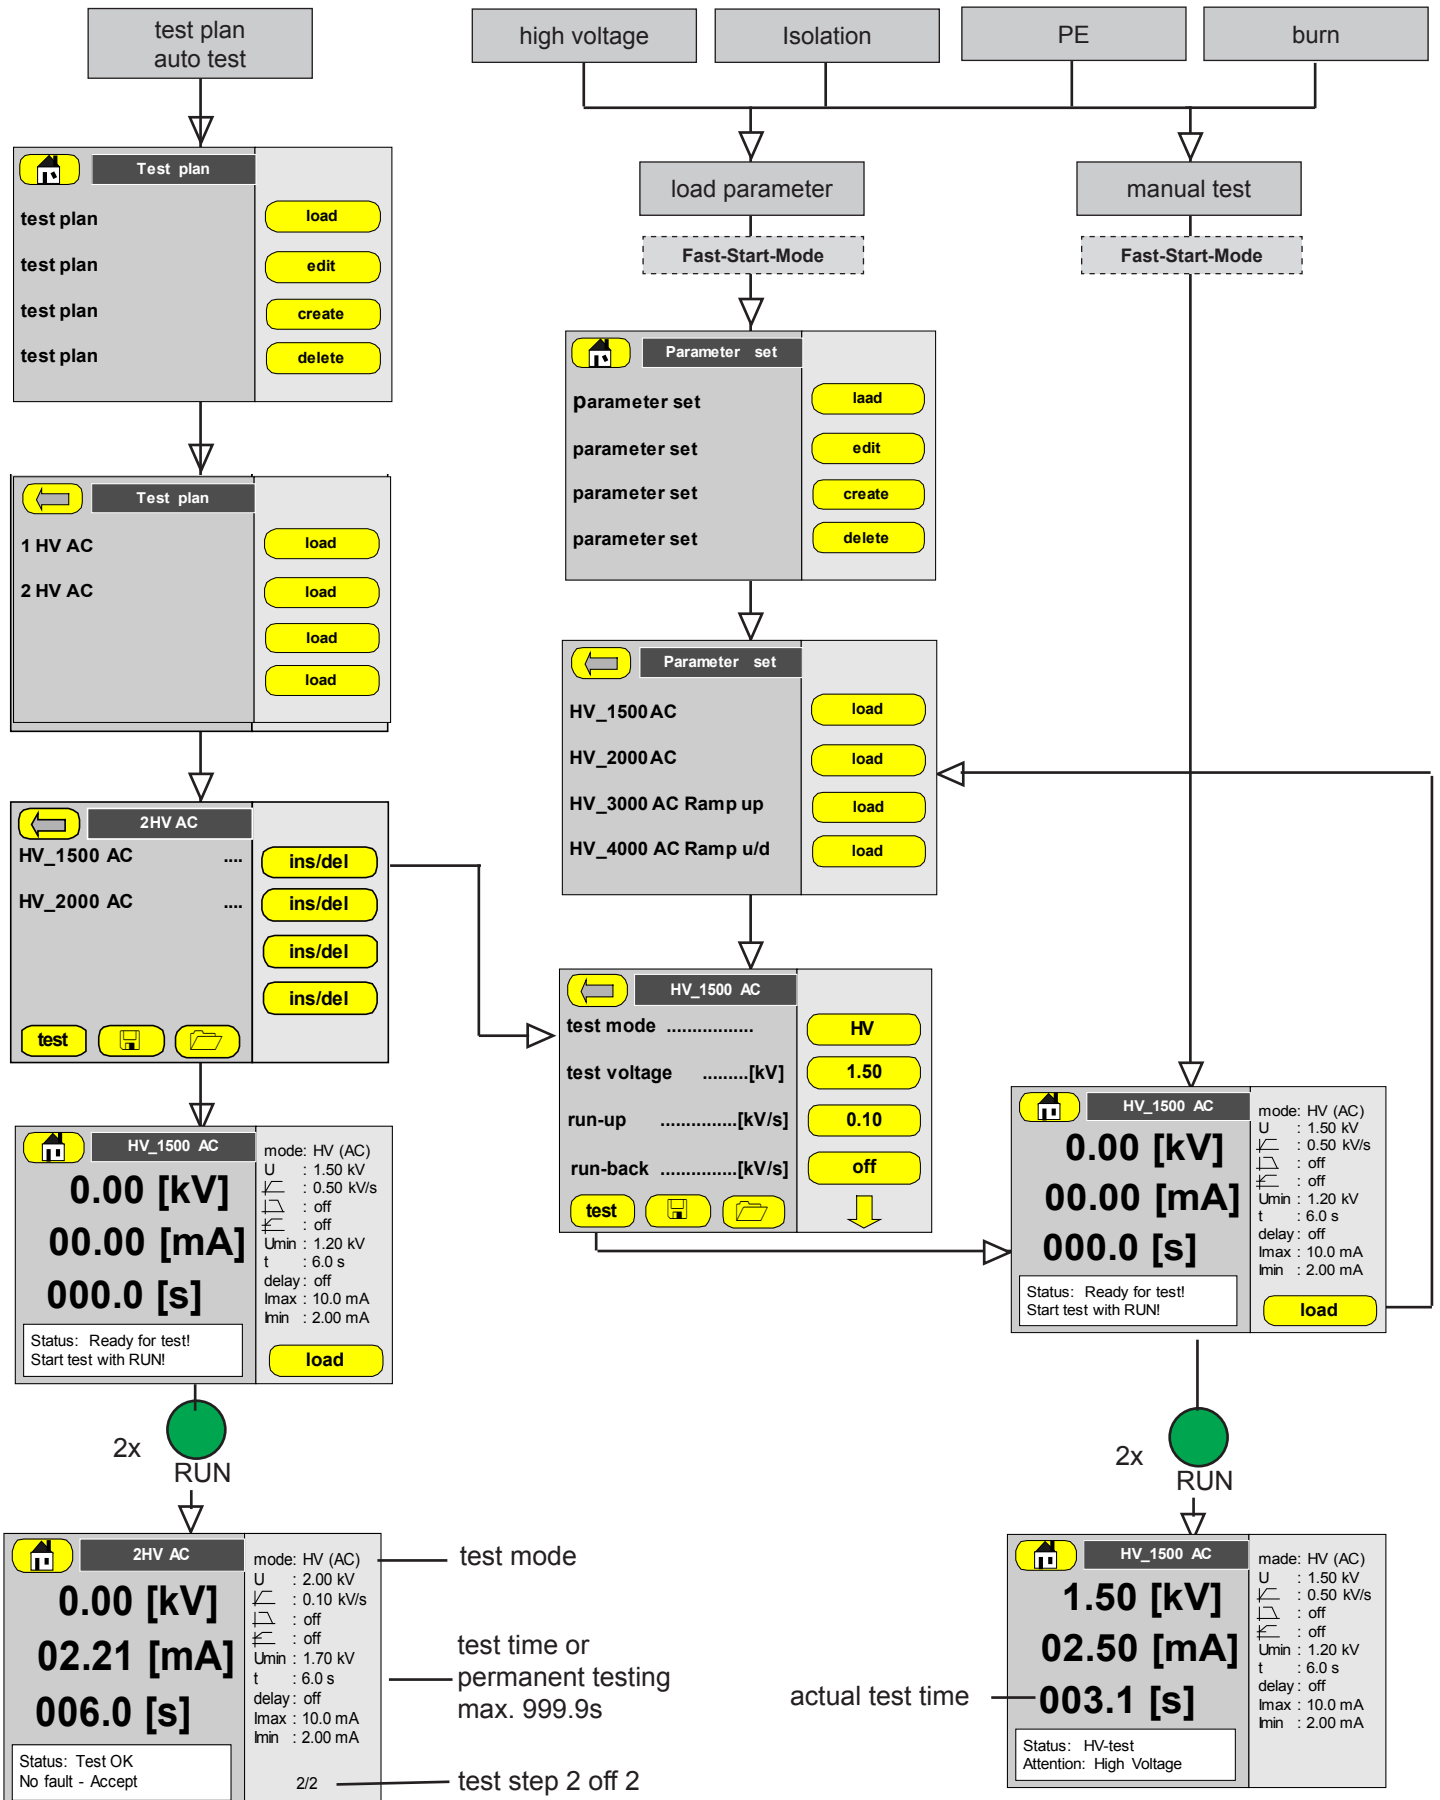 test plan
auto test
high voltage
Isolation
PE
burn
load parameter
manual test
Fast-Start-Mode
Fast-Start-Mode
Test plan
test plan
load
test plan
edit
test plan
create
test plan
delete
Test plan
1 HV AC
load
2 HV AC
load
load
load
2HV AC
HV_1500 AC ....
ins/del
HV_2000 AC ....
ins/del
ins/del
ins/del
test
HV_1500 AC
0.00 [kV]
00.00 [mA]
000.0 [s]
Status: Ready for test!
Start test with RUN!
mode: HV (AC)
U : 1.50 kV
: 0.50 kV/s
: off
: off
Umin : 1.20 kV
t : 6.0 s
delay : off
Imax : 10.0 mA
Imin : 2.00 mA
load
2x
RUN
2HV AC
0.00 [kV]
02.21 [mA]
006.0 [s]
Status: Test OK
No fault - Accept
mode: HV (AC)
U : 2.00 kV
: 0.10 kV/s
: off
: off
Umin : 1.70 kV
t : 6.0 s
delay : off
Imax : 10.0 mA
Imin : 2.00 mA
2/2
test mode
test time or
permanent testing
max. 999.9s
test step 2 off 2
Parameter set
parameter set
laad
parameter set
edit
parameter set
create
parameter set
delete
Parameter set
HV_1500 AC
load
HV_2000 AC
load
HV_3000 AC Ramp up
load
HV_4000 AC Ramp u/d
load
HV_1500 AC
test mode .................
HV
test voltage .........[kV]
1.50
run-up ...............[kV/s]
0.10
run-back ...............[kV/s]
off
test
HV_1500 AC
0.00 [kV]
00.00 [mA]
000.0 [s]
Status: Ready for test!
Start test with RUN!
mode: HV (AC)
U : 1.50 kV
: 0.50 kV/s
: off
: off
Umin : 1.20 kV
t : 6.0 s
delay : off
Imax : 10.0 mA
Imin : 2.00 mA
load
2x
RUN
HV_1500 AC
1.50 [kV]
02.50 [mA]
actual test time
003.1 [s]
Status: HV-test
Attention: High Voltage
made: HV (AC)
U : 1.50 kV
: 0.50 kV/s
: off
: off
Umin : 1.20 kV
t : 6.0 s
delay : off
Imax : 10.0 mA
Imin : 2.00 mA